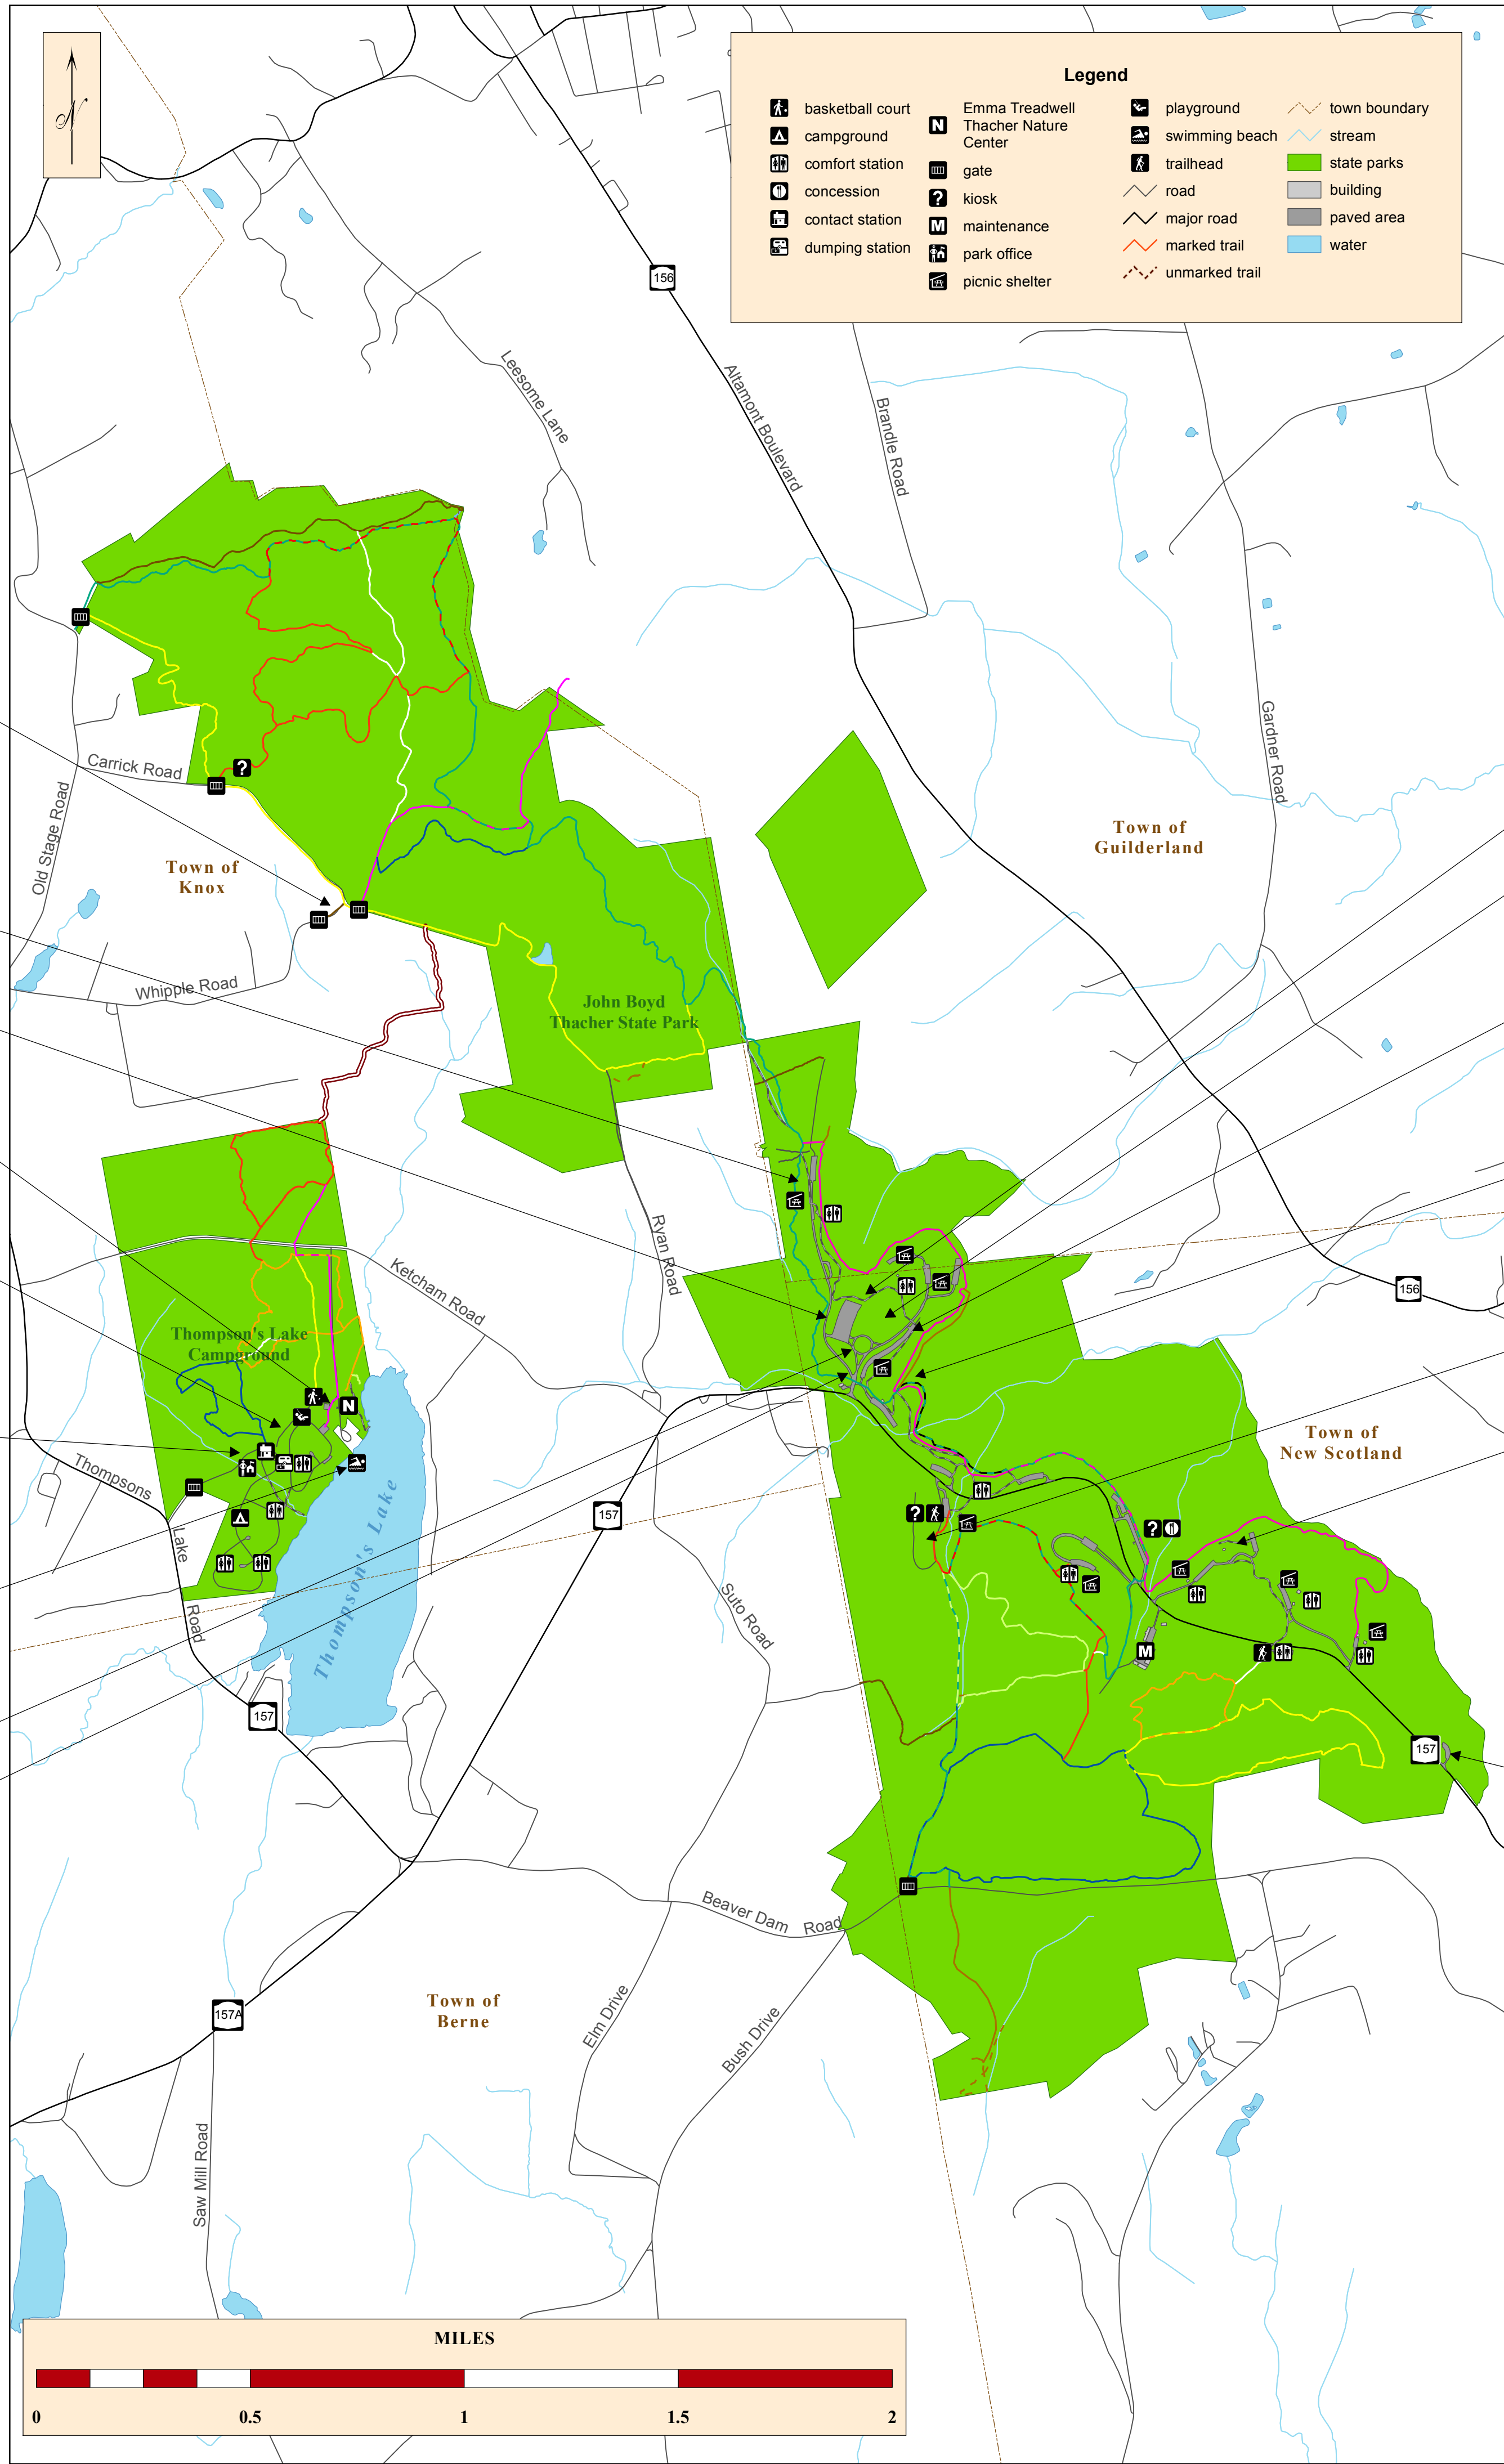 N
Legend
basketball court
campground
comfort station
concession
contact station
dumping station
N
Emma Treadwell
Thacher Nature
Center
gate
?
kiosk
M
maintenance
park office
picnic shelter
playground
swimming beach
trailhead
road
major road
marked trail
unmarked trail
town boundary
stream
state parks
building
paved area
water
156
Leesome Lane
Altamont Boulevard
Brandle Road
Gardner Road
?
Carrick Road
Old Stage Road
Town of
Knox
Town of
Guilderland
Whipple Road
John Boyd
Thacher State Park
Ryan Road
Ketcham Road
156
Thompson's Lake
Campground
N
Town of
New Scotland
Thompsons
Lake
Road
Thompson's Lake
157
?
?
Suto Road
M
157
157
Beaver Dam
Road
Town of
Berne
Elm Drive
Bush Drive
157A
Saw Mill Road
MILES
0
0.5
1
1.5
2